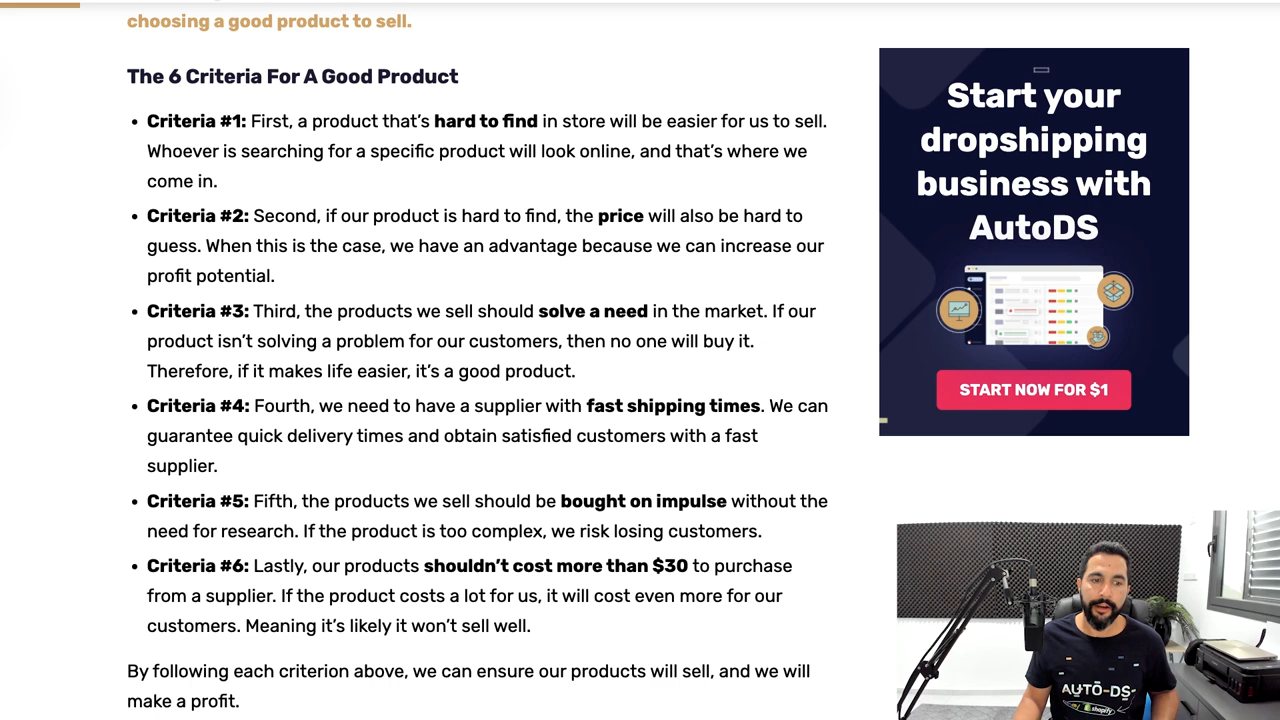 choosing a good product to sell.
The 6 Criteria For A Good Product
• Criteria #1: First, a product that’s hard to find in store will be easier for us to sell.
Whoever is searching for a specific product will look online, and that’s where we
come in.
• Criteria #2: Second, if our product is hard to find, the price will also be hard to
guess. When this is the case, we have an advantage because we can increase our
profit potential.
• Criteria #3: Third, the products we sell should solve a need in the market. If our
product isn’t solving a problem for our customers, then no one will buy it.
Therefore, if it makes life easier, it’s a good product.
• Criteria #4: Fourth, we need to have a supplier with fast shipping times. We can
guarantee quick delivery times and obtain satisfied customers with a fast
supplier.
• Criteria #5: Fifth, the products we sell should be bought on impulse without the
need for research. If the product is too complex, we risk losing customers.
• Criteria #6: Lastly, our products shouldn’t cost more than $30 to purchase
from a supplier. If the product costs a lot for us, it will cost even more for our
customers. Meaning it’s likely it won’t sell well.
By following each criterion above, we can ensure our products will sell, and we will
make a profit.
Start your
dropshipping
business with
AutoDS
START NOW FOR $1
AUTO-DS
shopify